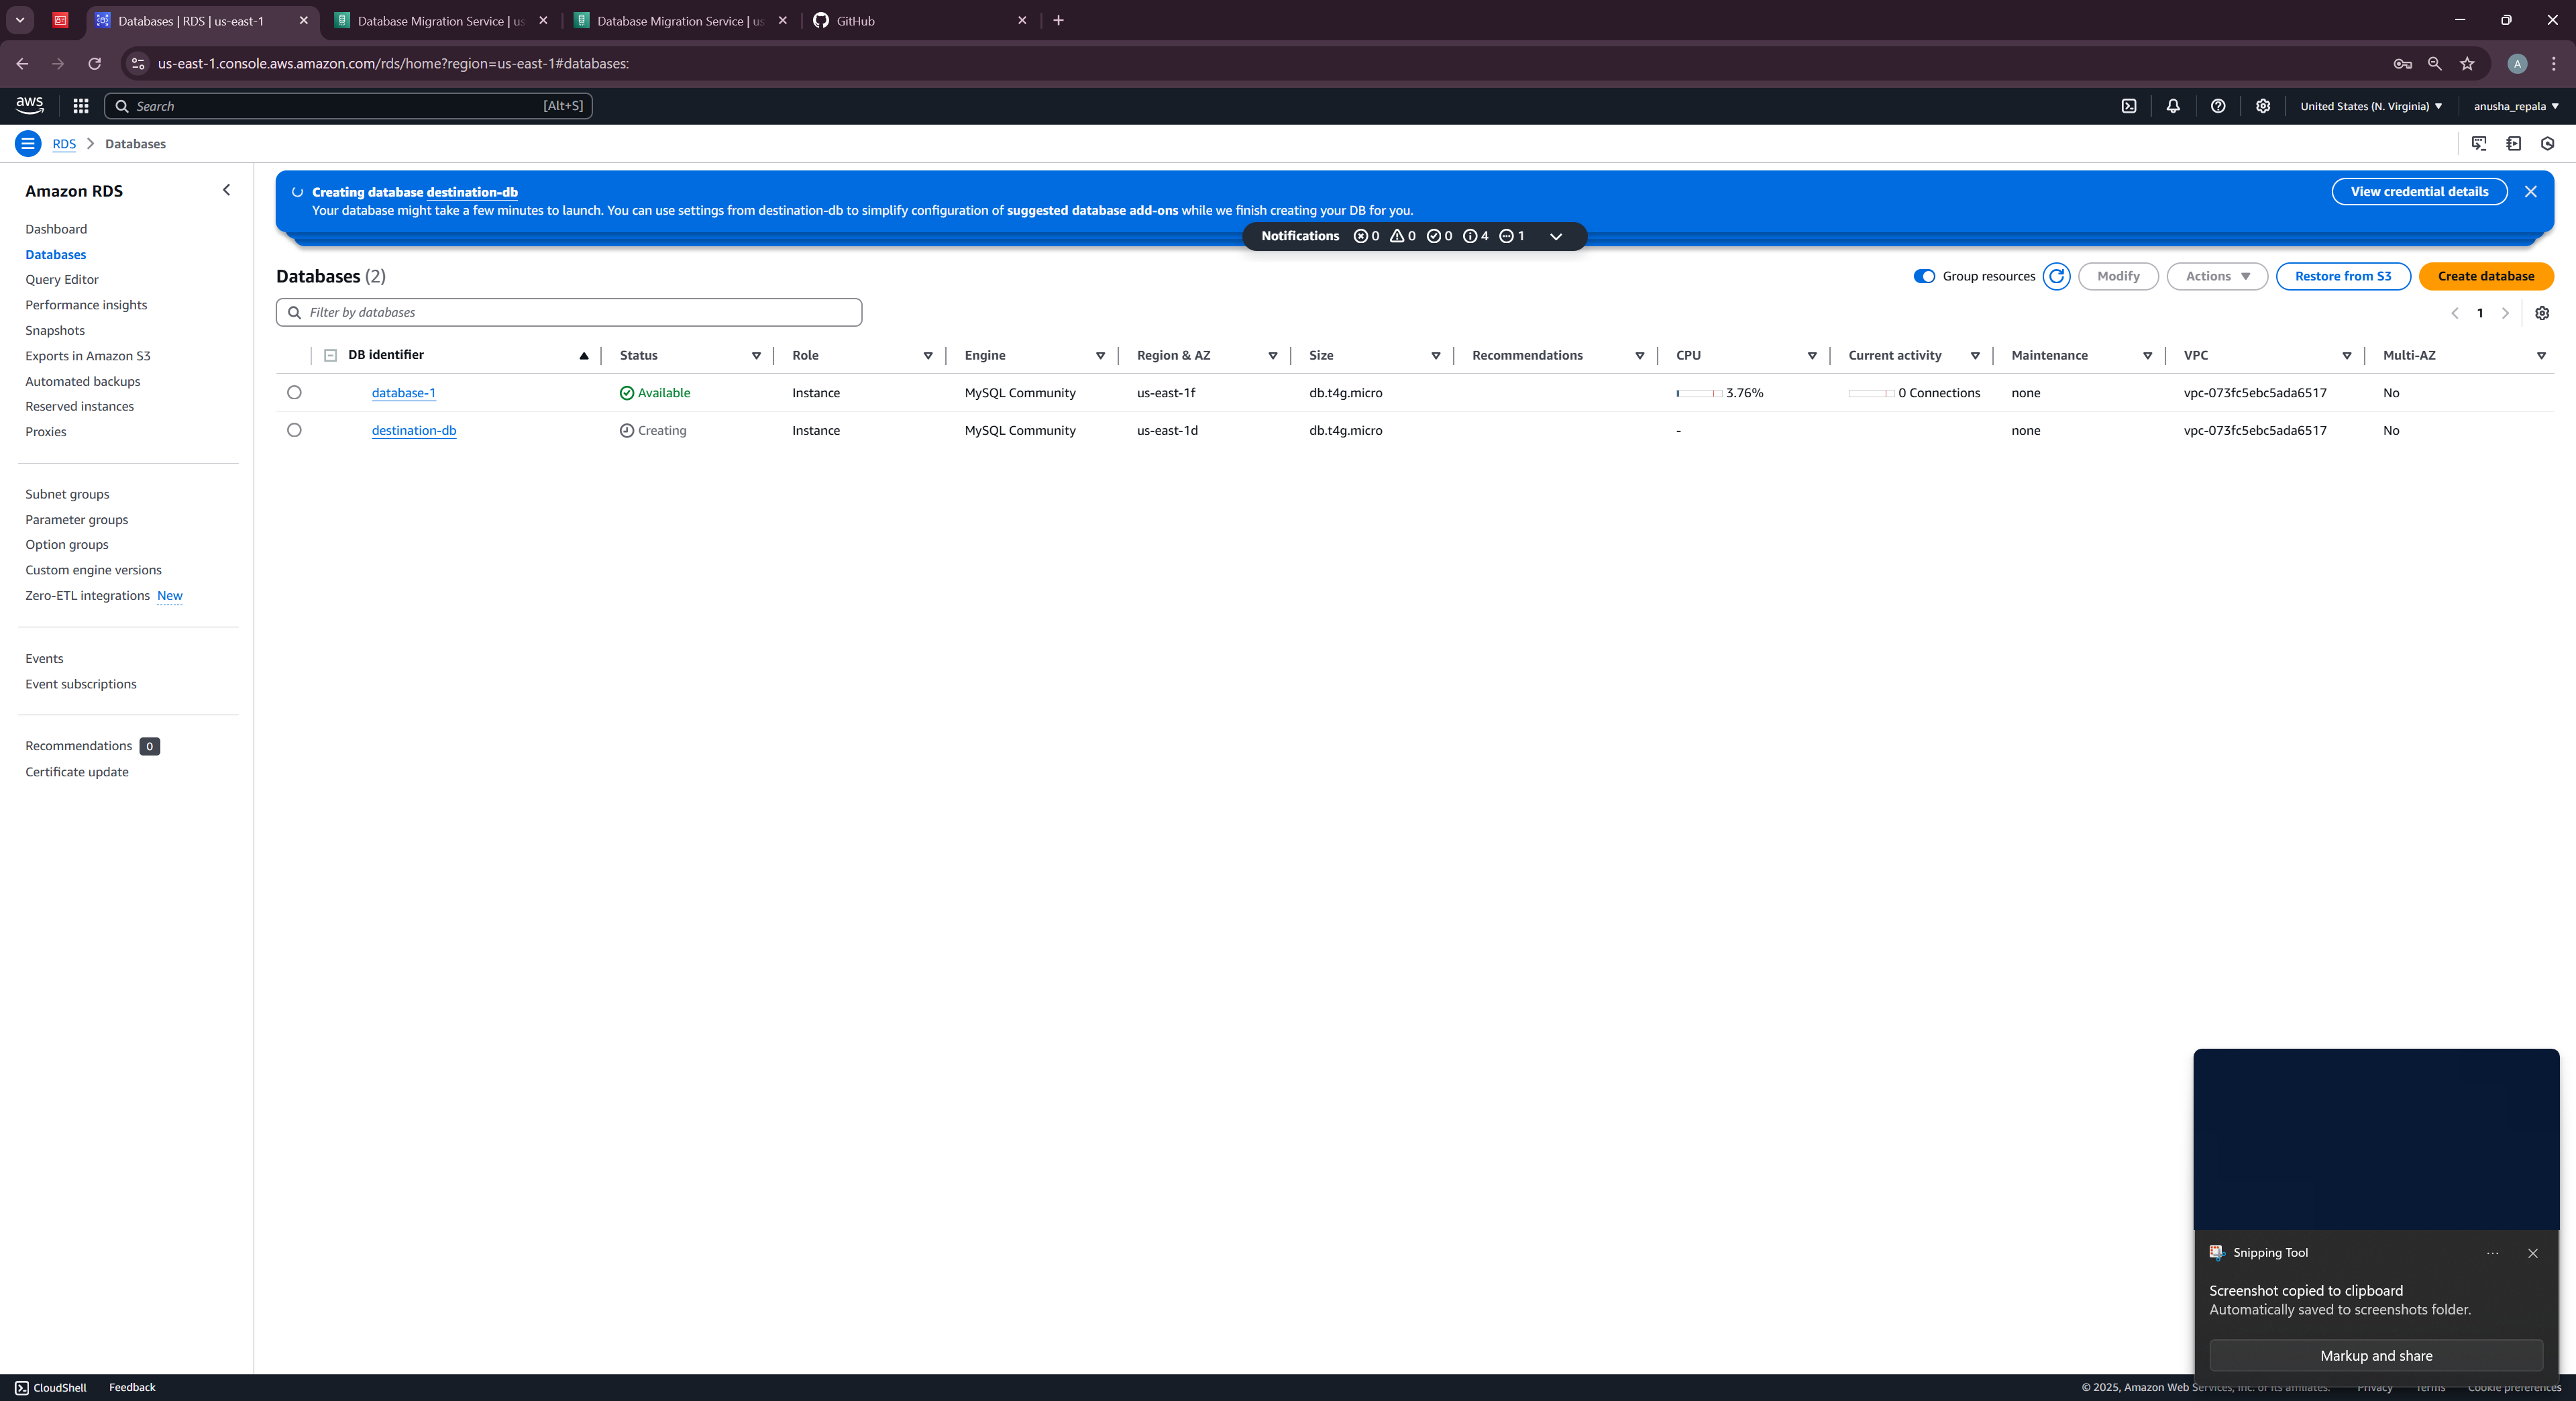 Databases | RDS | us-east-1
Database Migration Service | us
Database Migration Service | us
GitHub
us-east-1.console.aws.amazon.com/rds/home?region=us-east-1#databases:
A
aws
Search
[Alt+S]
United States (N. Virginia)
anusha_repala
RDS
Databases
Amazon RDS
Dashboard
Databases
Query Editor
Performance insights
Snapshots
Exports in Amazon S3
Automated backups
Reserved instances
Proxies
Subnet groups
Parameter groups
Option groups
Custom engine versions
Zero-ETL integrations New
Events
Event subscriptions
Recommendations 0
Certificate update
Creating database destination-db
Your database might take a few minutes to launch. You can use settings from destination-db to simplify configuration of suggested database add-ons while we finish creating your DB for you.
View credential details
Notifications 0 0 0 4 1
Databases (2)
Group resources
Modify
Actions
Restore from S3
Create database
Filter by databases
1
DB identifier Status Role Engine Region & AZ Size Recommendations CPU Current activity Maintenance VPC Multi-AZ
database-1 Available Instance MySQL Community us-east-1f db.t4g.micro 3.76% 0 Connections none vpc-073fc5ebc5ada6517 No
destination-db Creating Instance MySQL Community us-east-1d db.t4g.micro - none vpc-073fc5ebc5ada6517 No
Snipping Tool
Screenshot copied to clipboard
Automatically saved to screenshots folder.
Markup and share
CloudShell
Feedback
© 2025, Amazon Web Services, Inc. or its affiliates.
Privacy
Terms
Cookie preferences